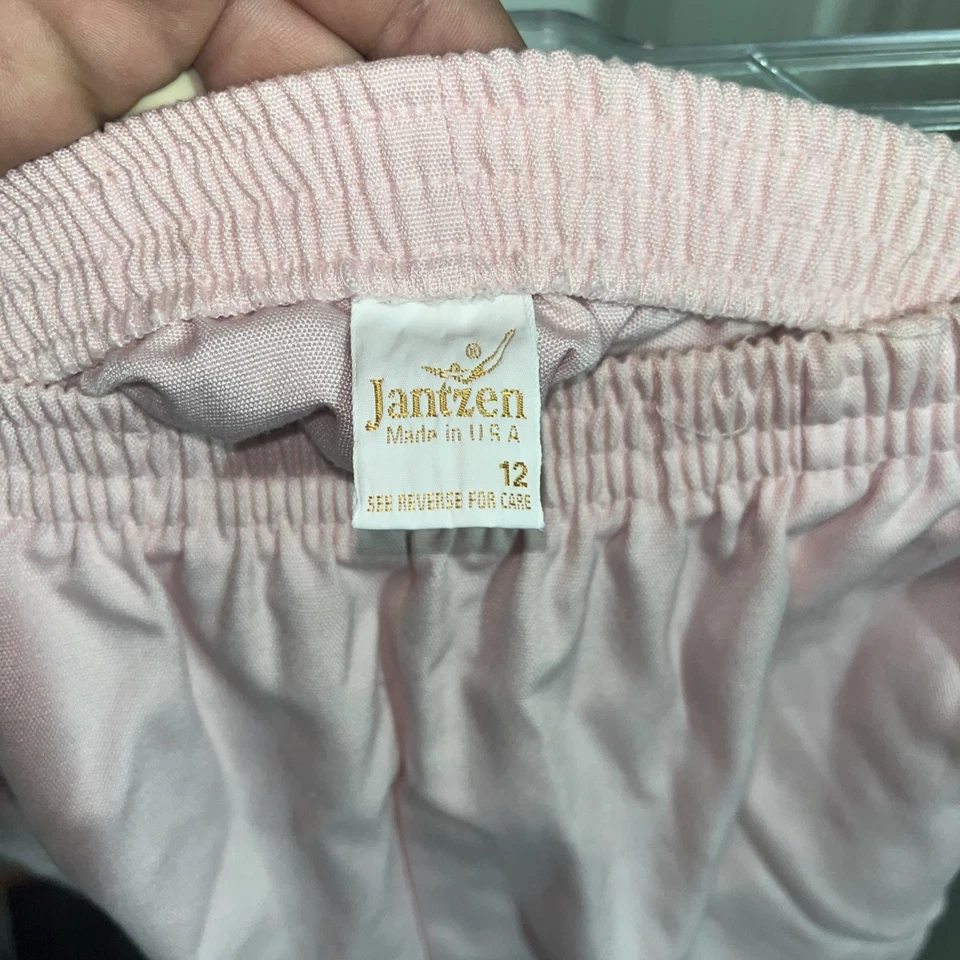 ®
Jantzen
Made in U S A
12
SEE REVERSE FOR CARE